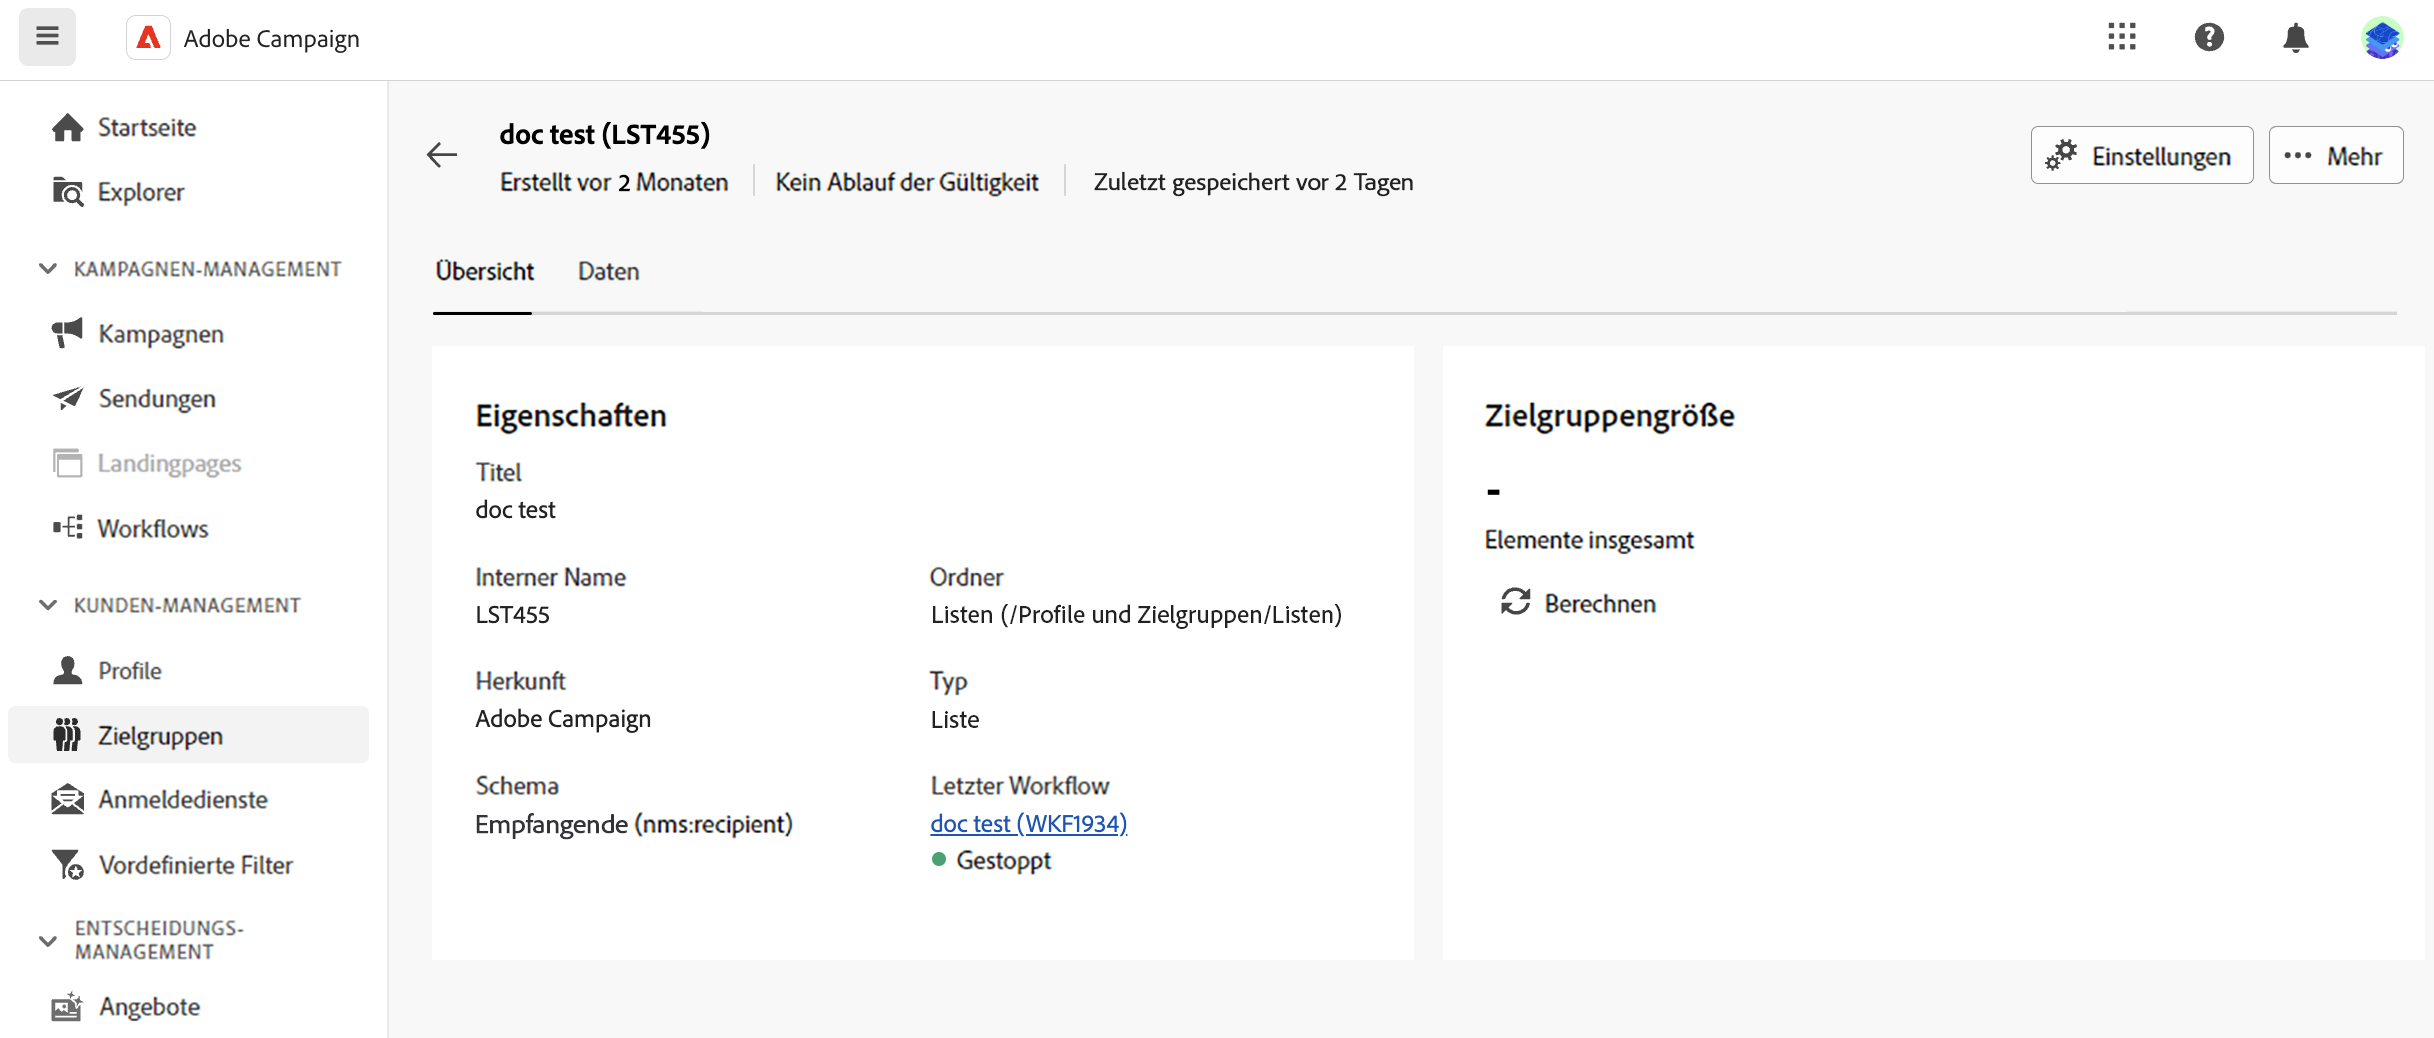 Adobe Campaign
Startseite
Explorer
KAMPAGNEN-MANAGEMENT
Kampagnen
Sendungen
Landingpages
Workflows
KUNDEN-MANAGEMENT
Profile
Zielgruppen
Anmeldedienste
Vordefinierte Filter
ENTSCHEIDUNGS-
MANAGEMENT
Angebote
doc test (LST455)
Erstellt vor 2 Monaten
Kein Ablauf der Gültigkeit
Zuletzt gespeichert vor 2 Tagen
Einstellungen
Mehr
Übersicht
Daten
Eigenschaften
Titel
doc test
Interner Name
LST455
Ordner
Listen (/Profile und Zielgruppen/Listen)
Herkunft
Adobe Campaign
Typ
Liste
Schema
Empfangende (nms:recipient)
Letzter Workflow
doc test (WKF1934)
Gestoppt
Zielgruppengröße
-
Elemente insgesamt
Berechnen